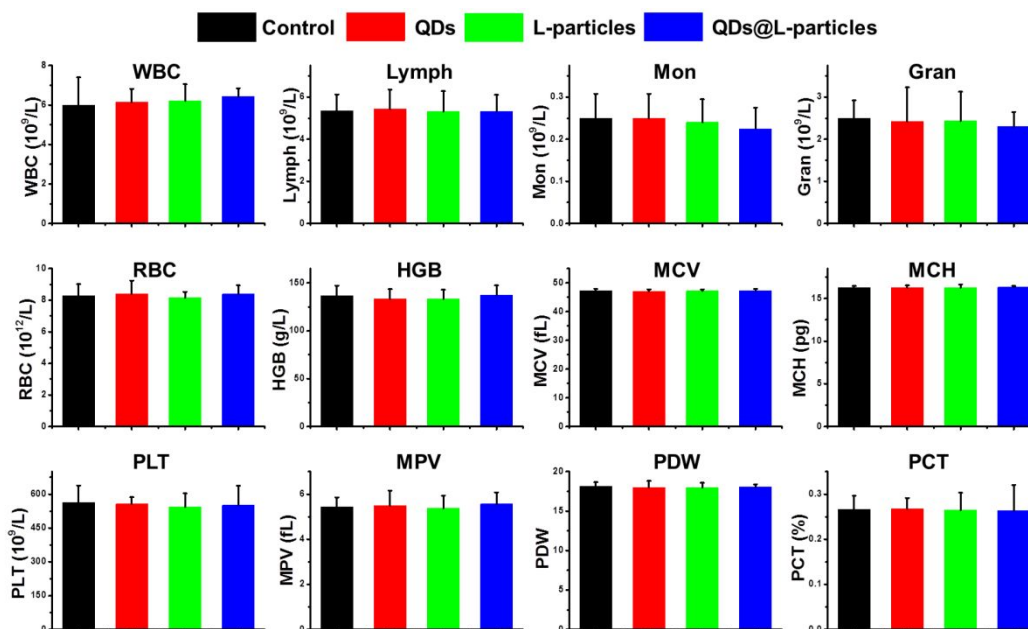 Control QDs L-particles QDs@L-particles
WBC Lymph Mon Gran
WBC (10⁹/L) 8 6 4 2 0
Lymph (10⁹/L) 6 4 2 0
Mon (10⁹/L) 0.3 0.2 0.1 0.0
Gran (10⁹/L) 3 2 1 0
RBC HGB MCV MCH
RBC (10¹²/L) 10 8 6 4 2 0
HGB (g/L) 150 100 50 0
MCV (fL) 50 40 30 20 10 0
MCH (pg) 15 10 5 0
PLT MPV PDW PCT
PLT (10⁹/L) 600 450 300 150 0
MPV (fL) 6 4 2 0
PDW 20 15 10 5 0
PCT (%) 0.3 0.2 0.1 0.0